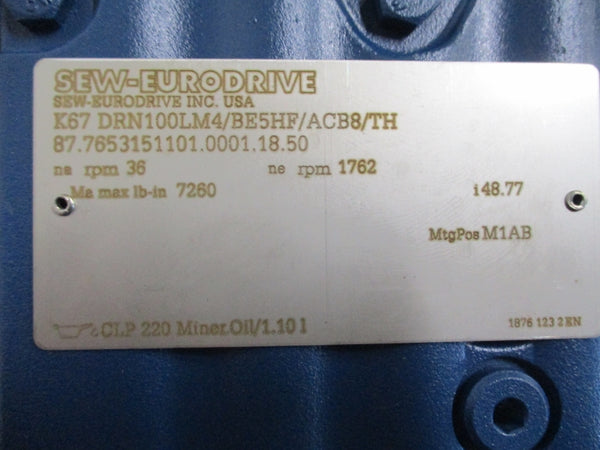 SEW-EURODRIVE
SEW-EURODRIVE INC. USA
K67 DRN100LM4/BE5HF/ACB8/TH
87.7653151101.0001.18.50
na rpm 36 ne rpm 1762
Ma max lb-in 7260 i 48.77
MtgPos M1AB
CLP 220 Miner.Oil/1.10 l
1876 123 2 EN